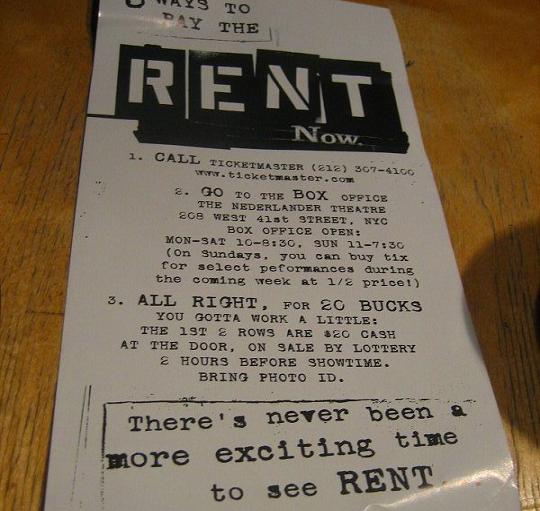 WAYS TO
PAY THE
RENT
Now.
1. CALL TICKETMASTER (212) 307-4100
www.ticketmaster.com
2. GO TO THE BOX OFFICE
THE NEDERLANDER THEATRE
208 WEST 41st STREET, NYC
BOX OFFICE OPEN:
MON-SAT 10-8:30, SUN 11-7:30
(On Sundays, you can buy tix
for select peformances during
the coming week at 1/2 price!)
3. ALL RIGHT, FOR 20 BUCKS
YOU GOTTA WORK A LITTLE:
THE 1ST 2 ROWS ARE $20 CASH
AT THE DOOR, ON SALE BY LOTTERY
2 HOURS BEFORE SHOWTIME.
BRING PHOTO ID.
There's never been a
more exciting time
to see RENT...